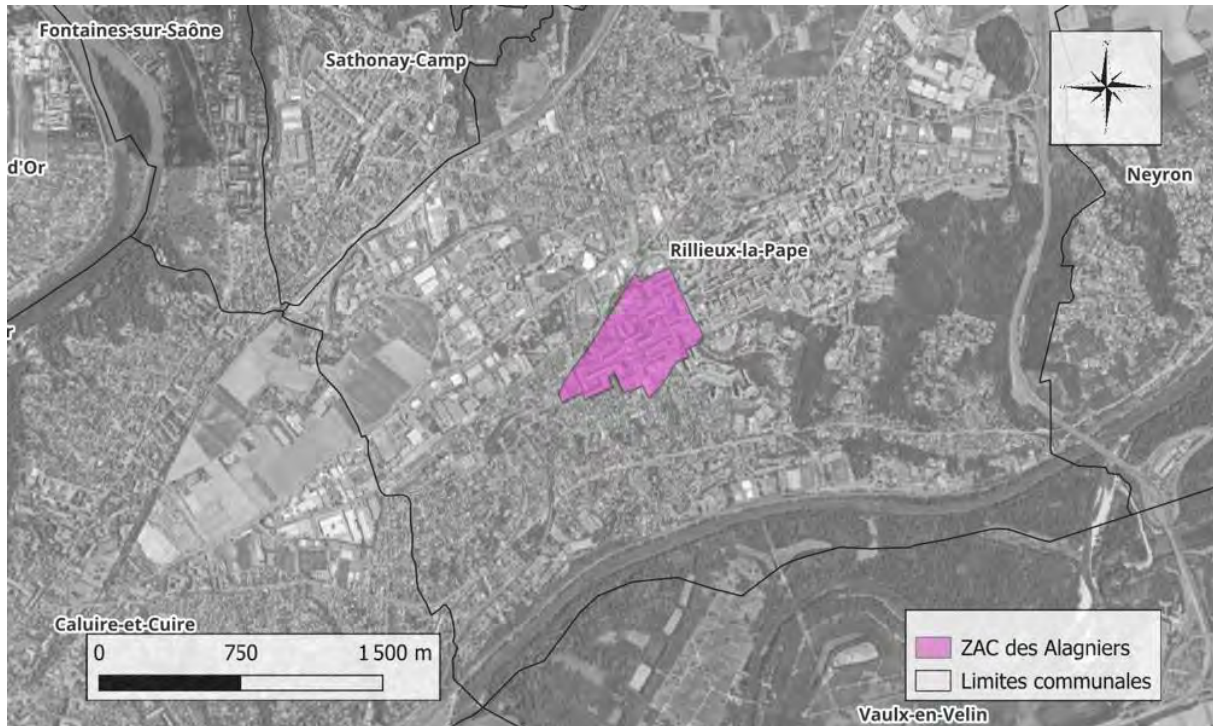 Fontaines-sur-Saône
Sathonay-Camp
d'Or
Neyron
Rillieux-la-Pape
r
Caluire-et-Cuire
0 750 1 500 m
ZAC des Alagniers
Limites communales
Vaulx-en-Velin